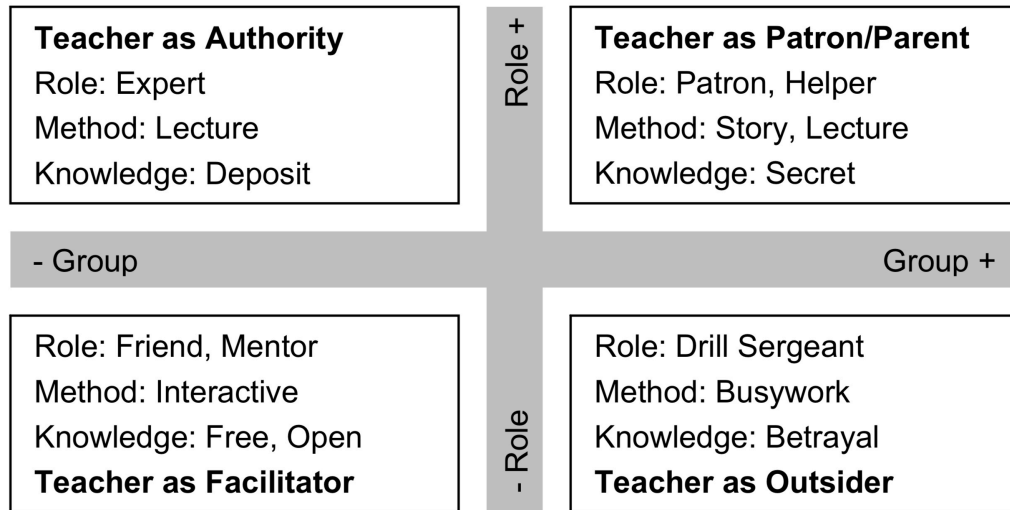 Teacher as Authority
Role: Expert
Method: Lecture
Knowledge: Deposit
Role +
Teacher as Patron/Parent
Role: Patron, Helper
Method: Story, Lecture
Knowledge: Secret
- Group
Group +
Role: Friend, Mentor
Method: Interactive
Knowledge: Free, Open
Teacher as Facilitator
- Role
Role: Drill Sergeant
Method: Busywork
Knowledge: Betrayal
Teacher as Outsider